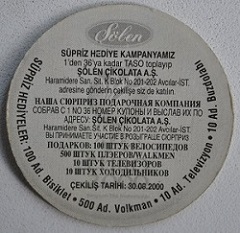 Şölen
SÜPRİZ HEDİYE KAMPANYAMIZ
1'den 36'ya kadar TASO toplayıp
ŞÖLEN ÇİKOLATA A.Ş.
Haramidere San. Sit. K Blok No 201-202 Avcılar-İST.
adresine gönderin çekilişe siz de katılın.
НАША СЮРПРИЗ ПОДАРОЧНАЯ КОМПАНИЯ
СОБРАВ С 1 NO 36 НОМЕР КУПОНЫ И ВЫСЛАВ ИХ ПО
АДРЕСУ: ŞÖLEN ÇİKOLATA A.Ş.
Haramidere San. Sit. K Blok No 201-202 Avcılar-İST
ВЫ ПРИНИМАЕТЕ УЧАСТИЕ В РОЗЫГРАШЕ СЮРПРИЗ
ПОДАРКОВ: 100 ШТУК ВЕЛОСИПЕДОВ
500 ШТУК ПЛЕЗРОВ/WALKMEN
10 ШТУК ТЕЛЕВИЗОРОВ
10 ШТУК ХОЛОДИЛЬНИКОВ
ÇEKİLİŞ TARİHİ: 30.08.2000
SÜPRİZ HEDİYELER: 100 Ad. Bisiklet • 500 Ad. Volkman • 10 Ad. Televizyon • 10 Ad. Buzdolabı